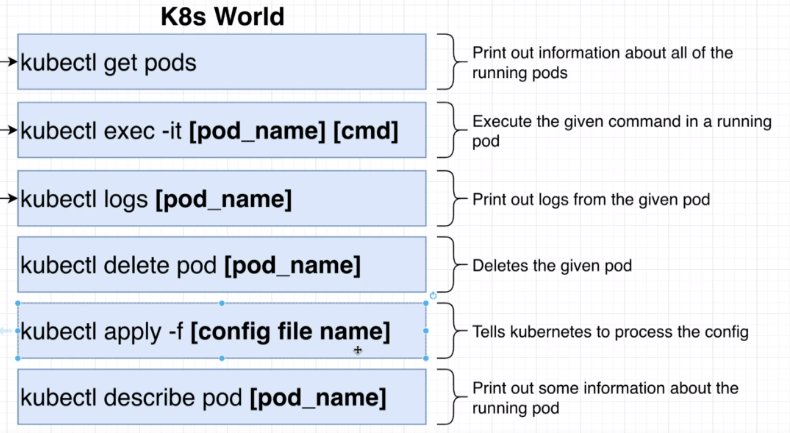 K8s World
kubectl get pods
Print out information about all of the
running pods
kubectl exec -it [pod_name] [cmd]
Execute the given command in a running
pod
kubectl logs [pod_name]
Print out logs from the given pod
kubectl delete pod [pod_name]
Deletes the given pod
kubectl apply -f [config file name]
Tells kubernetes to process the config
kubectl describe pod [pod_name]
Print out some information about the
running pod